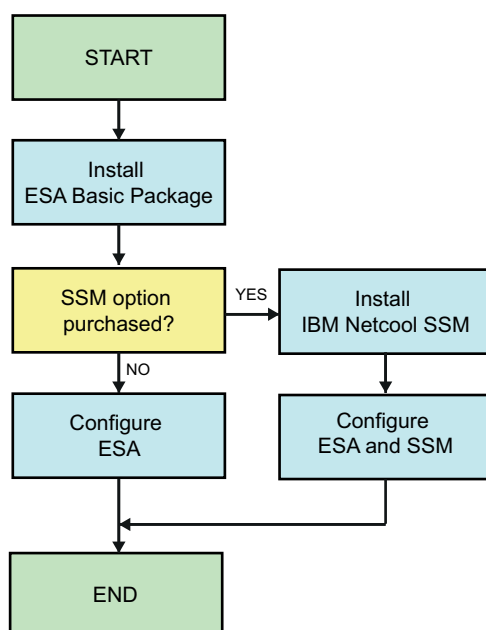 START
Install
ESA Basic Package
SSM option
purchased?
YES
Install
IBM Netcool SSM
NO
Configure
ESA
Configure
ESA and SSM
END